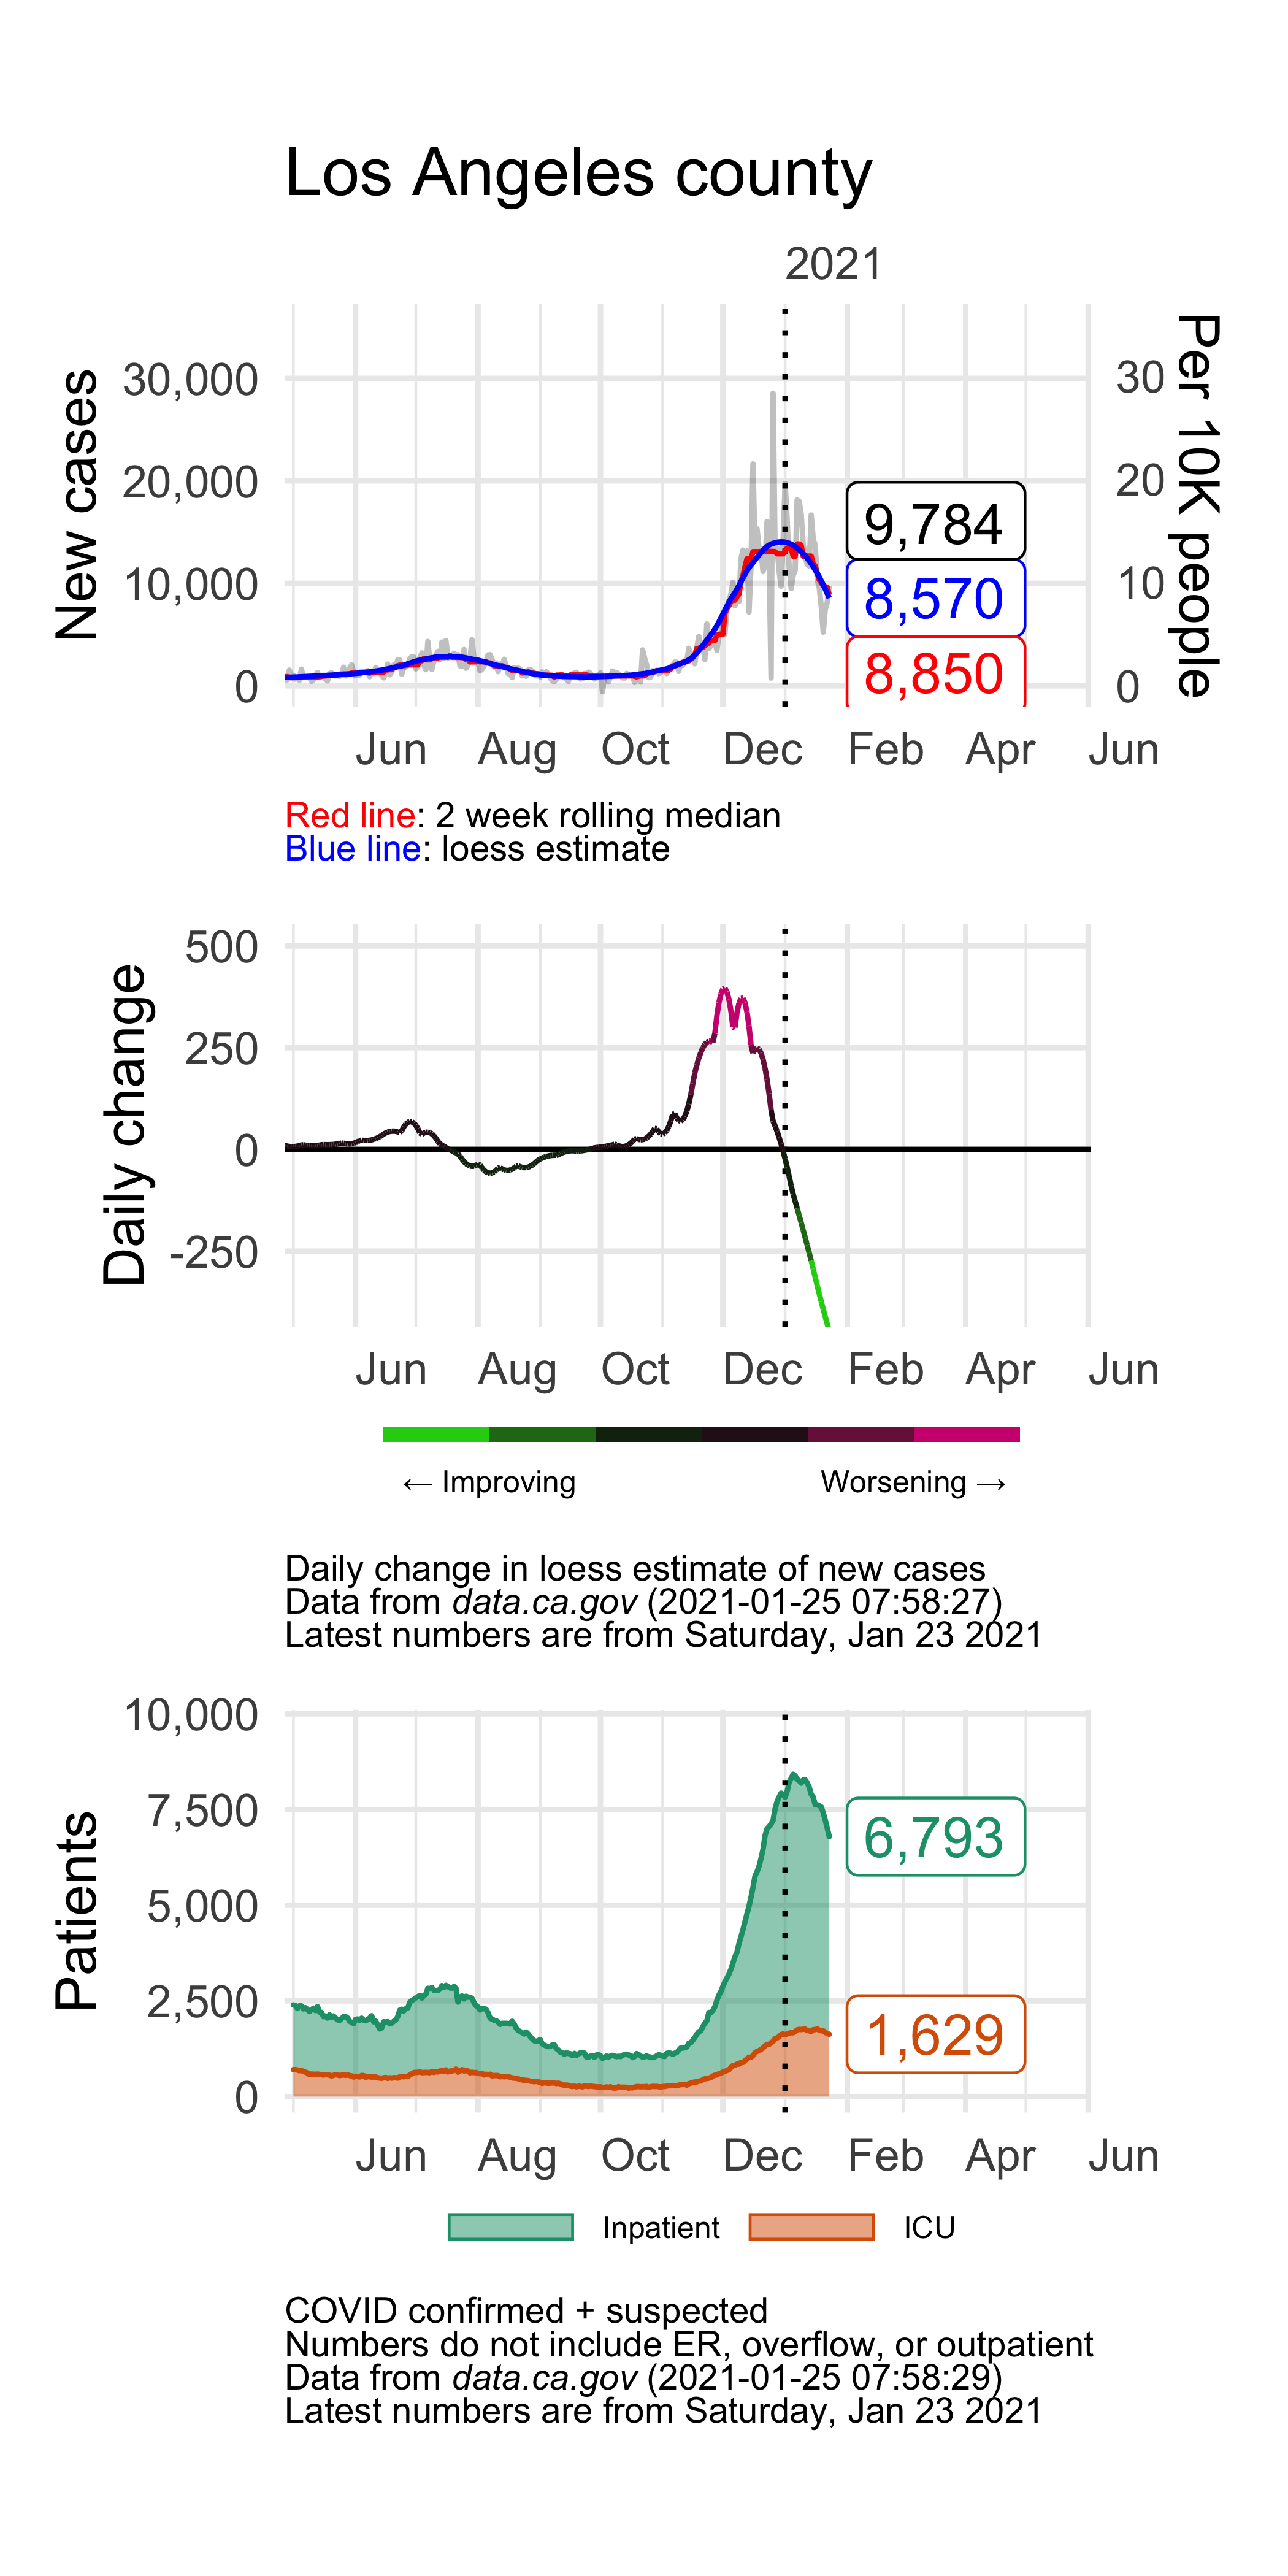 Los Angeles county
2021
New cases
30,000
20,000
10,000
0
30
20
10
0
Per 10K people
9,784
8,570
8,850
Jun Aug Oct Dec Feb Apr Jun
Red line: 2 week rolling median
Blue line: loess estimate
Daily change
500
250
0
-250
Jun Aug Oct Dec Feb Apr Jun
← Improving Worsening →
Daily change in loess estimate of new cases
Data from data.ca.gov (2021-01-25 07:58:27)
Latest numbers are from Saturday, Jan 23 2021
Patients
10,000
7,500
5,000
2,500
0
6,793
1,629
Jun Aug Oct Dec Feb Apr Jun
Inpatient ICU
COVID confirmed + suspected
Numbers do not include ER, overflow, or outpatient
Data from data.ca.gov (2021-01-25 07:58:29)
Latest numbers are from Saturday, Jan 23 2021